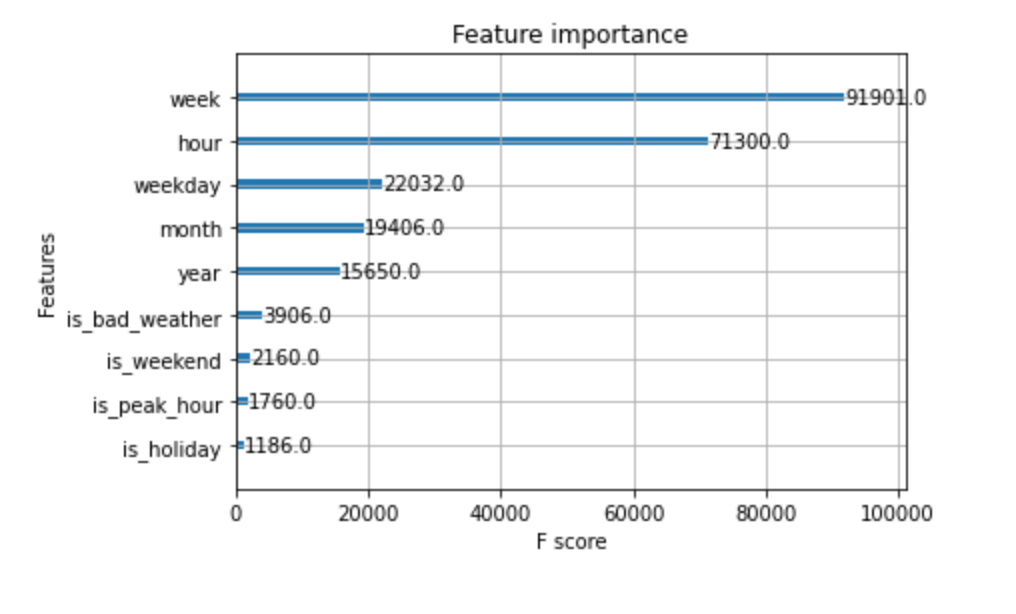 Feature importance
Features
week 91901.0
hour 71300.0
weekday 22032.0
month 19406.0
year 15650.0
is_bad_weather 3906.0
is_weekend 2160.0
is_peak_hour 1760.0
is_holiday 1186.0
0 20000 40000 60000 80000 100000
F score